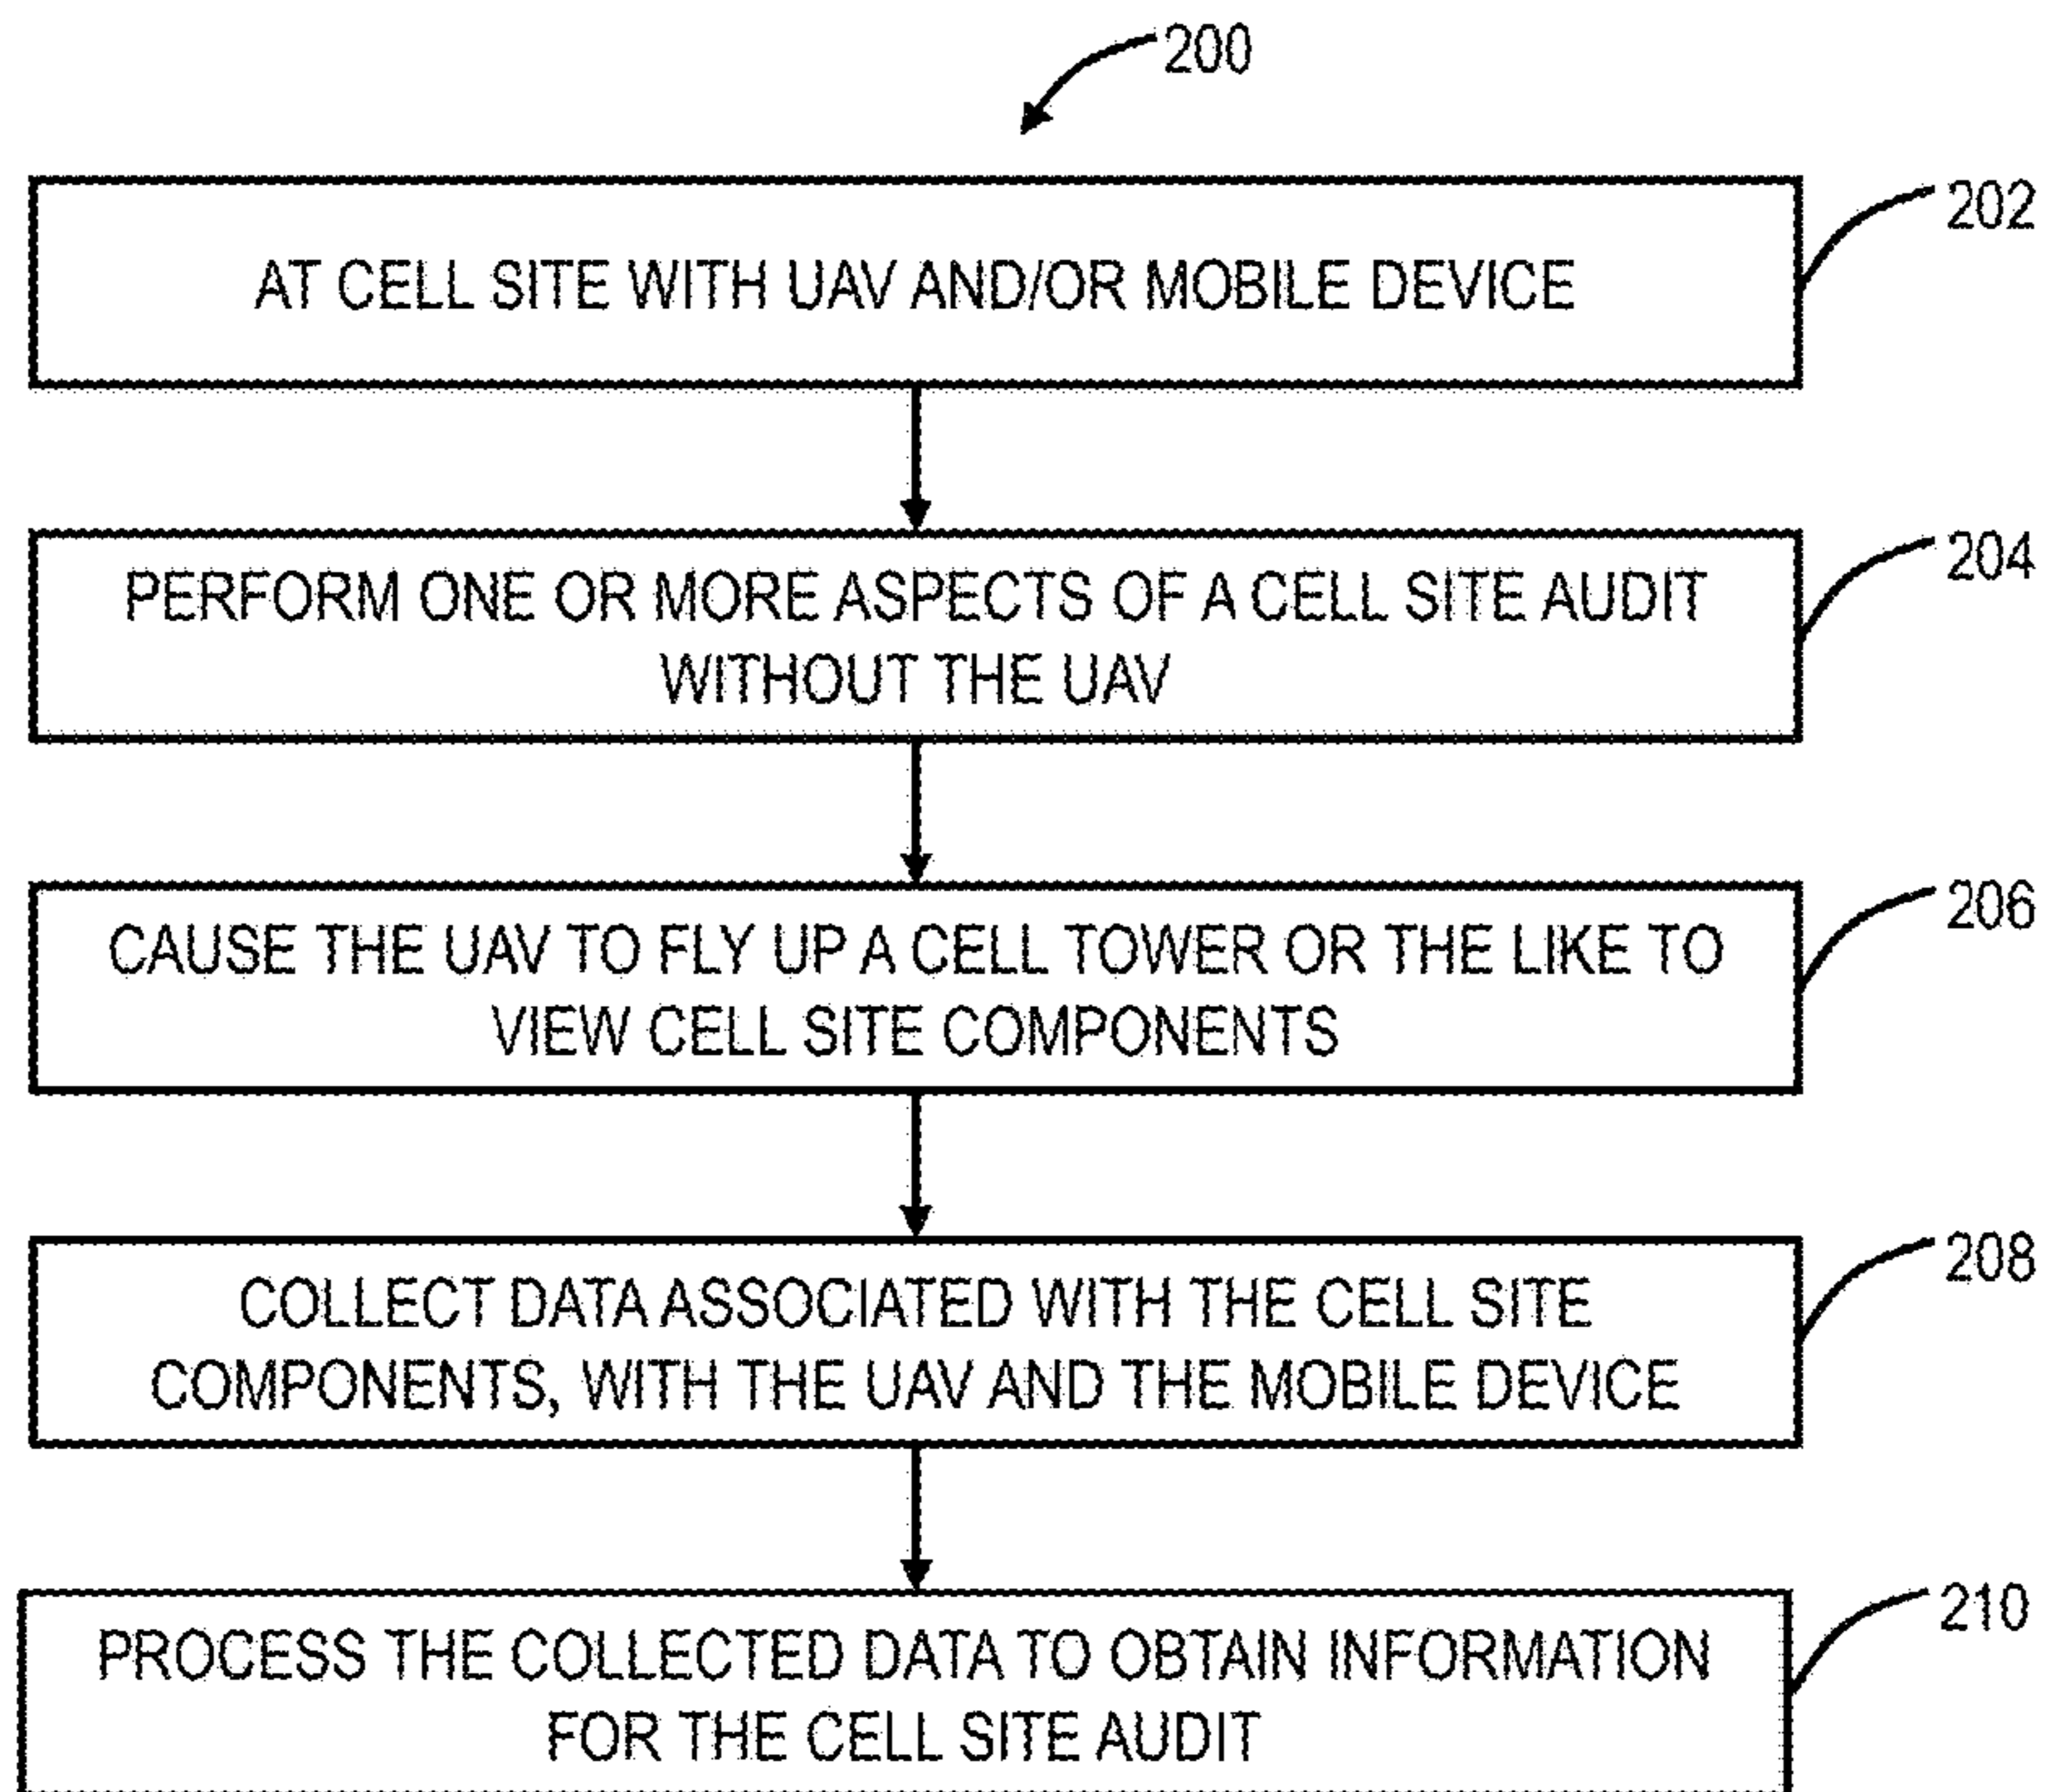 200
202
AT CELL SITE WITH UAV AND/OR MOBILE DEVICE
204
PERFORM ONE OR MORE ASPECTS OF A CELL SITE AUDIT
WITHOUT THE UAV
206
CAUSE THE UAV TO FLY UP A CELL TOWER OR THE LIKE TO
VIEW CELL SITE COMPONENTS
208
COLLECT DATA ASSOCIATED WITH THE CELL SITE
COMPONENTS, WITH THE UAV AND THE MOBILE DEVICE
210
PROCESS THE COLLECTED DATA TO OBTAIN INFORMATION
FOR THE CELL SITE AUDIT